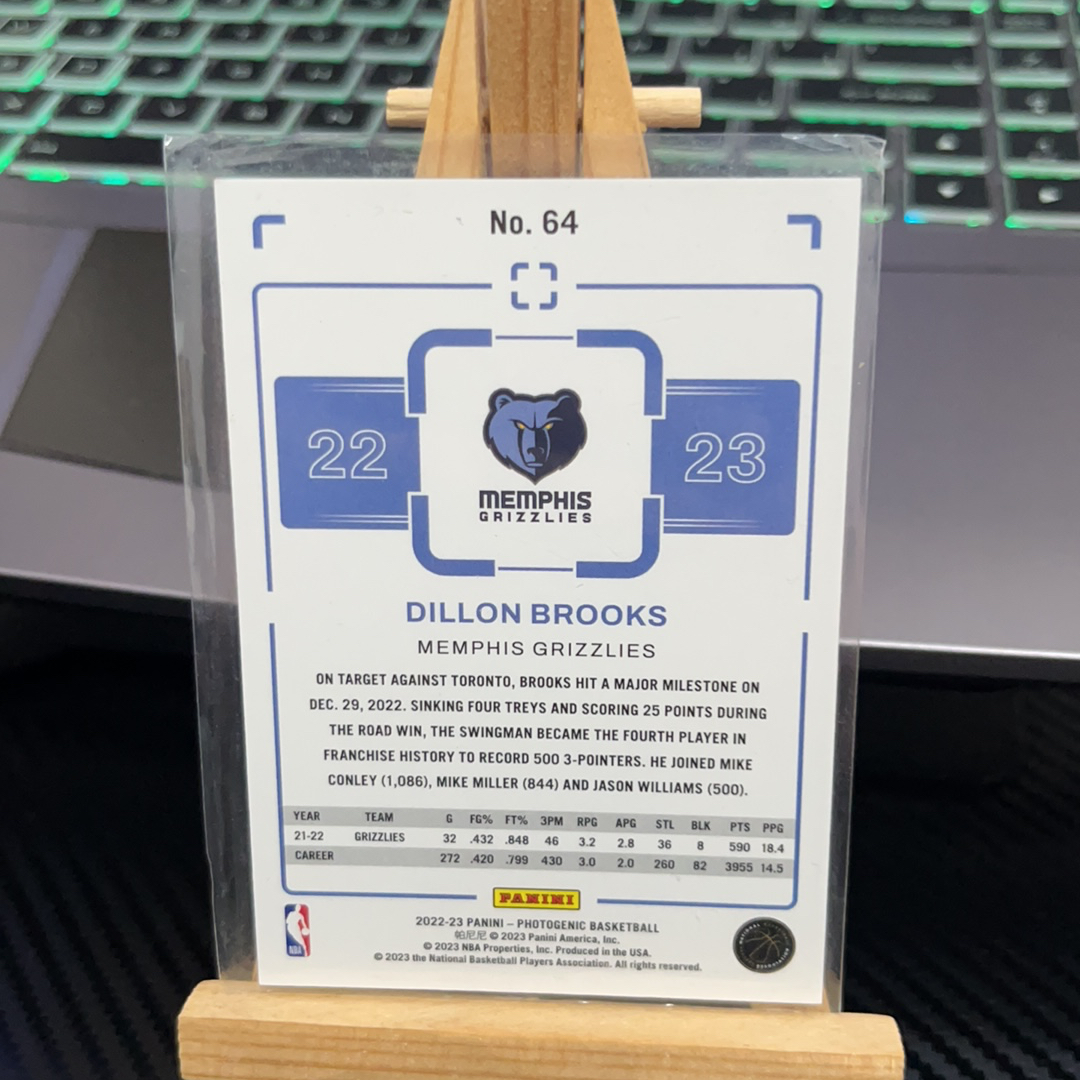 No. 64
22
23
MEMPHIS
GRIZZLIES
DILLON BROOKS
MEMPHIS GRIZZLIES
ON TARGET AGAINST TORONTO, BROOKS HIT A MAJOR MILESTONE ON
DEC. 29, 2022. SINKING FOUR TREYS AND SCORING 25 POINTS DURING
THE ROAD WIN, THE SWINGMAN BECAME THE FOURTH PLAYER IN
FRANCHISE HISTORY TO RECORD 500 3-POINTERS. HE JOINED MIKE
CONLEY (1,086), MIKE MILLER (844) AND JASON WILLIAMS (500).
YEAR TEAM G FG% FT% 3PM RPG APG STL BLK PTS PPG
21-22 GRIZZLIES 32 .432 .848 46 3.2 2.8 36 8 590 18.4
CAREER 272 .420 .799 430 3.0 2.0 260 82 3955 14.5
PANINI
2022-23 PANINI – PHOTOGENIC BASKETBALL
帕尼尼 © 2023 Panini America, Inc.
© 2023 NBA Properties, Inc. Produced in the USA.
© 2023 the National Basketball Players Association. All rights reserved.
NBA